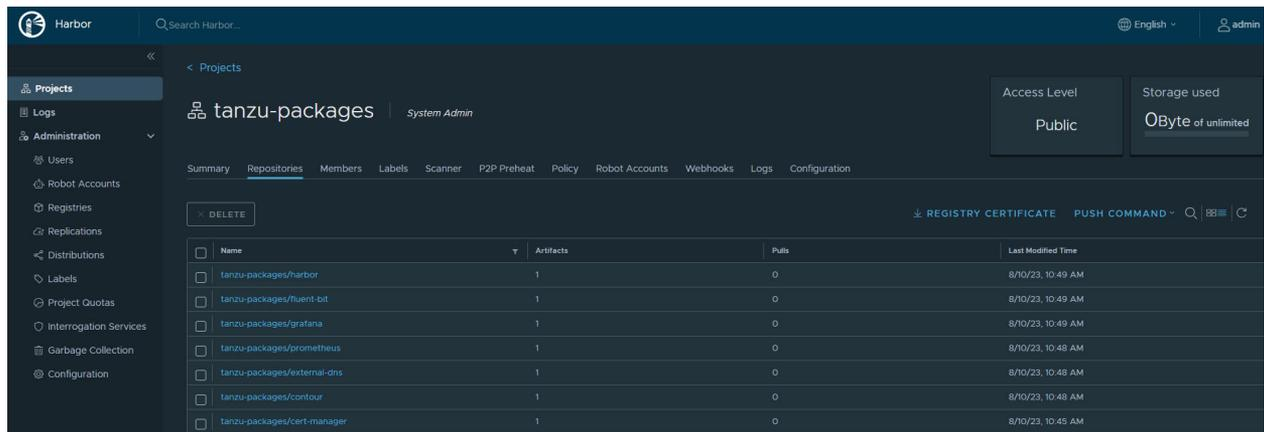 Harbor Search Harbor... English admin
< Projects
Projects
Logs
Administration
Users
Robot Accounts
Registries
Replications
Distributions
Labels
Project Quotas
Interrogation Services
Garbage Collection
Configuration
tanzu-packages System Admin
Access Level
Public
Storage used
0Byte of unlimited
Summary Repositories Members Labels Scanner P2P Preheat Policy Robot Accounts Webhooks Logs Configuration
× DELETE REGISTRY CERTIFICATE PUSH COMMAND
Name Artifacts Pulls Last Modified Time
tanzu-packages/harbor 1 0 8/10/23, 10:49 AM
tanzu-packages/fluent-bit 1 0 8/10/23, 10:49 AM
tanzu-packages/grafana 1 0 8/10/23, 10:49 AM
tanzu-packages/prometheus 1 0 8/10/23, 10:48 AM
tanzu-packages/external-dns 1 0 8/10/23, 10:48 AM
tanzu-packages/contour 1 0 8/10/23, 10:48 AM
tanzu-packages/cert-manager 1 0 8/10/23, 10:45 AM